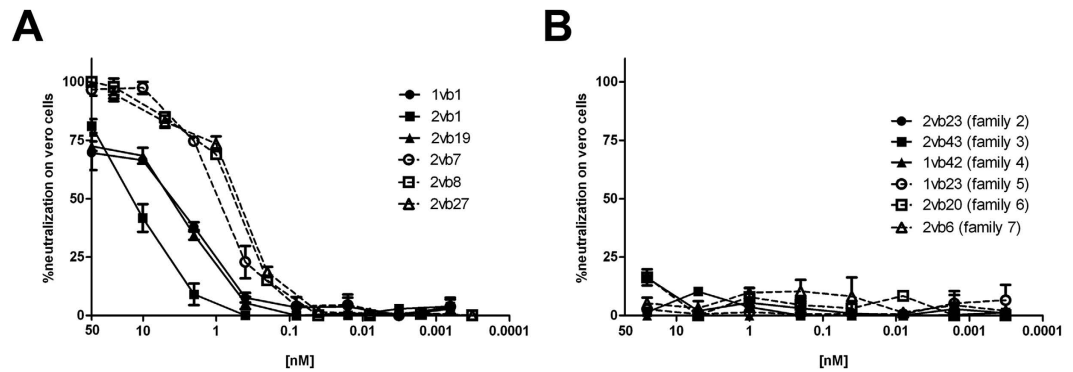 A
%neutralization on vero cells
100
75
50
25
0
50
10
1
0.1
0.01
0.001
0.0001
[nM]
1vb1
2vb1
2vb19
2vb7
2vb8
2vb27
B
%neutralization on vero cells
100
75
50
25
0
50
10
1
0.1
0.01
0.001
0.0001
[nM]
2vb23 (family 2)
2vb43 (family 3)
1vb42 (family 4)
1vb23 (family 5)
2vb20 (family 6)
2vb6 (family 7)